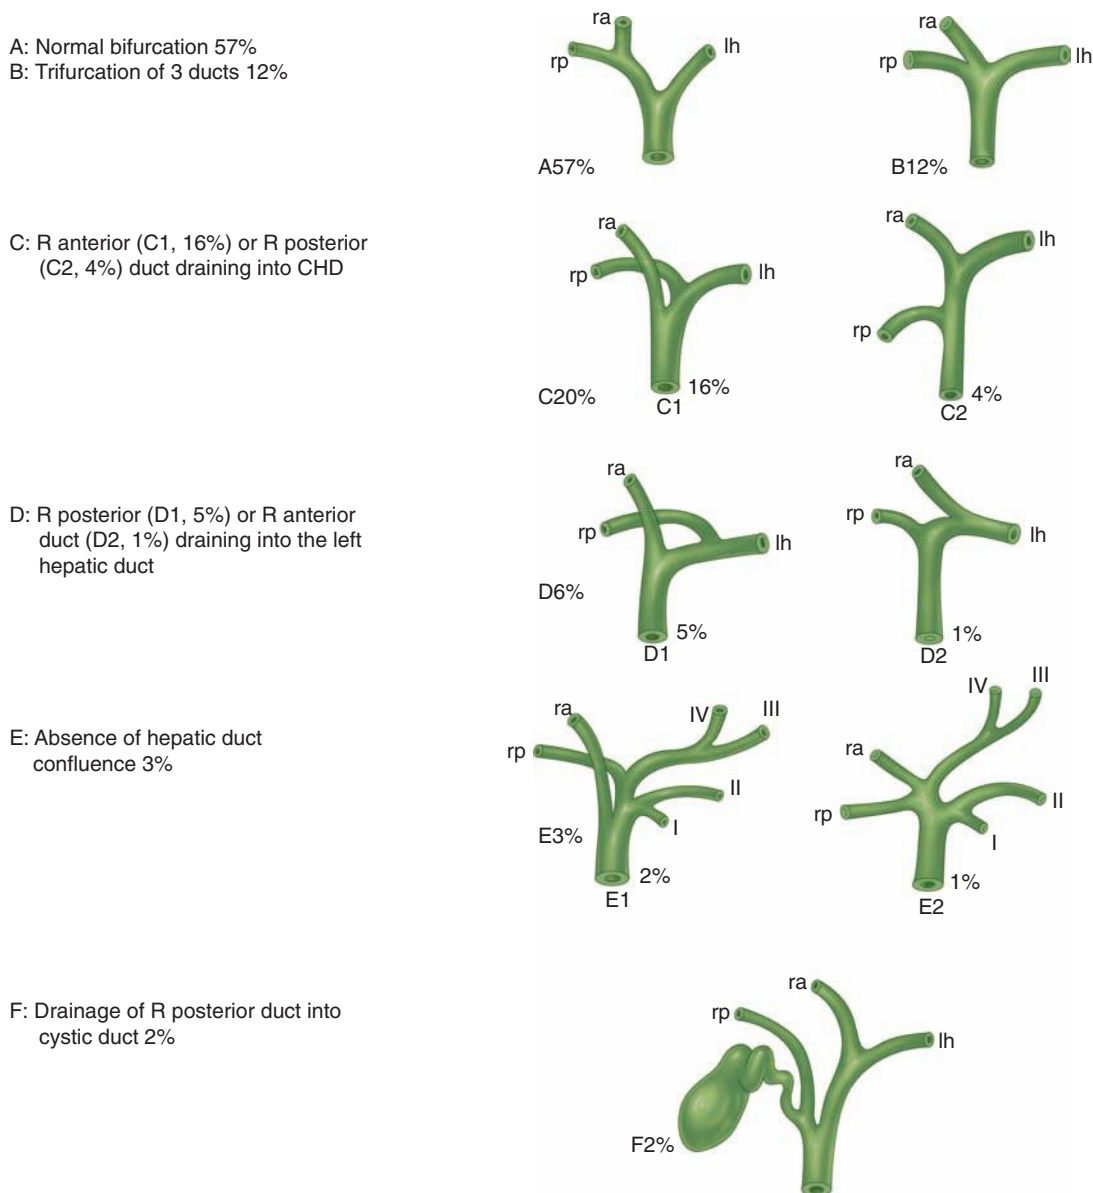 A: Normal bifurcation 57%
B: Trifurcation of 3 ducts 12%
ra
rp
lh
A57%
ra
rp
lh
B12%
C: R anterior (C1, 16%) or R posterior
(C2, 4%) duct draining into CHD
ra
rp
lh
C20%
16%
C1
ra
lh
rp
4%
C2
D: R posterior (D1, 5%) or R anterior
duct (D2, 1%) draining into the left
hepatic duct
ra
rp
lh
D6%
5%
D1
ra
rp
lh
1%
D2
E: Absence of hepatic duct
confluence 3%
ra
rp
IV
III
II
I
E3%
2%
E1
IV
III
ra
rp
II
I
1%
E2
F: Drainage of R posterior duct into
cystic duct 2%
ra
rp
lh
F2%